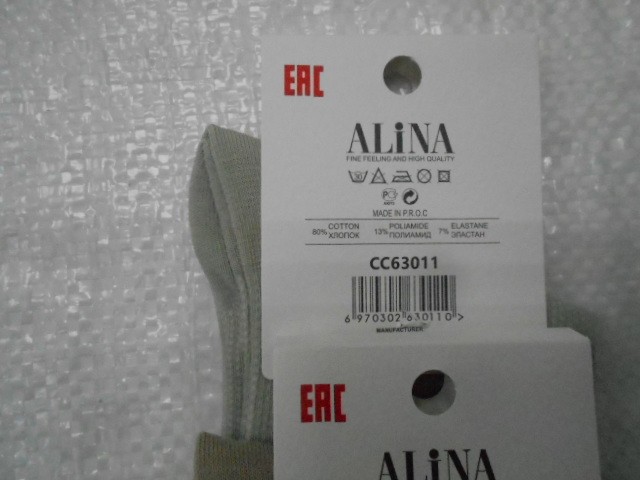 EAC
ALiNA
FINE FEELING AND HIGH QUALITY
MADE IN P.R.C
80% COTTON ХЛОПОК 13% POLIAMIDE ПОЛИАМИД 7% ELASTANE ЭЛАСТАН
CC63011
6 970302 630110 >
MANUFACTURER
EAC
ALiNA